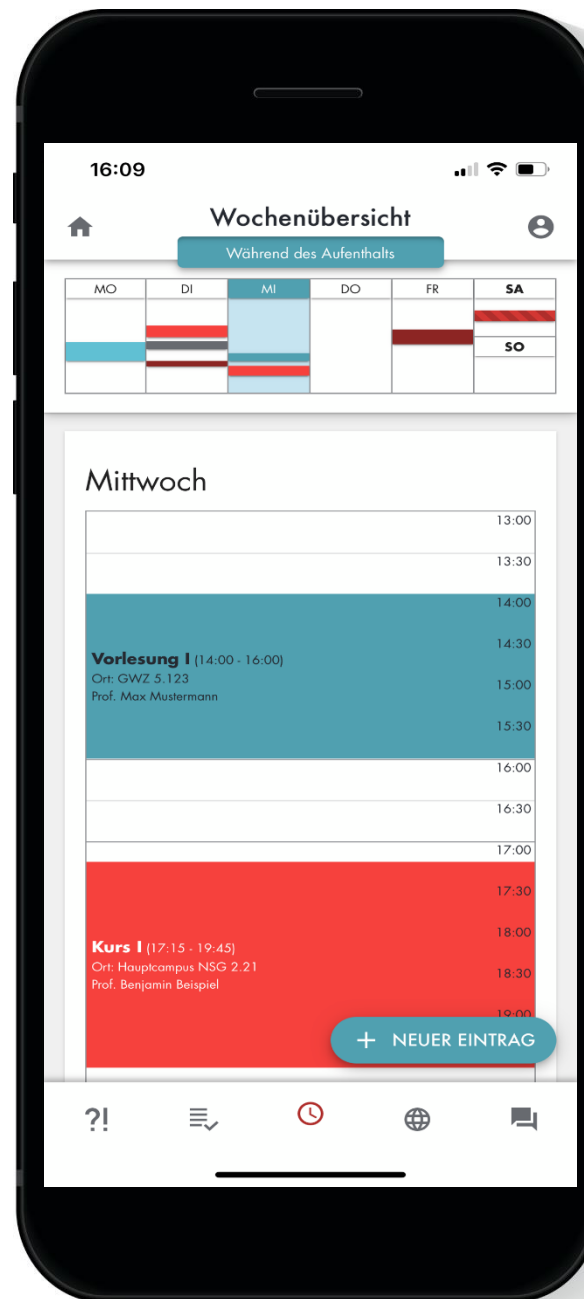 16:09
Wochenübersicht
Während des Aufenthalts
MO DI MI DO FR SA
SO
Mittwoch
13:00
13:30
14:00
14:30
Vorlesung I (14:00 - 16:00)
Ort: GWZ 5.123
15:00
Prof. Max Mustermann
15:30
16:00
16:30
17:00
17:30
18:00
Kurs I (17:15 - 19:45)
Ort: Hauptcampus NSG 2.21
18:30
Prof. Benjamin Beispiel
19:00
+ NEUER EINTRAG
?!